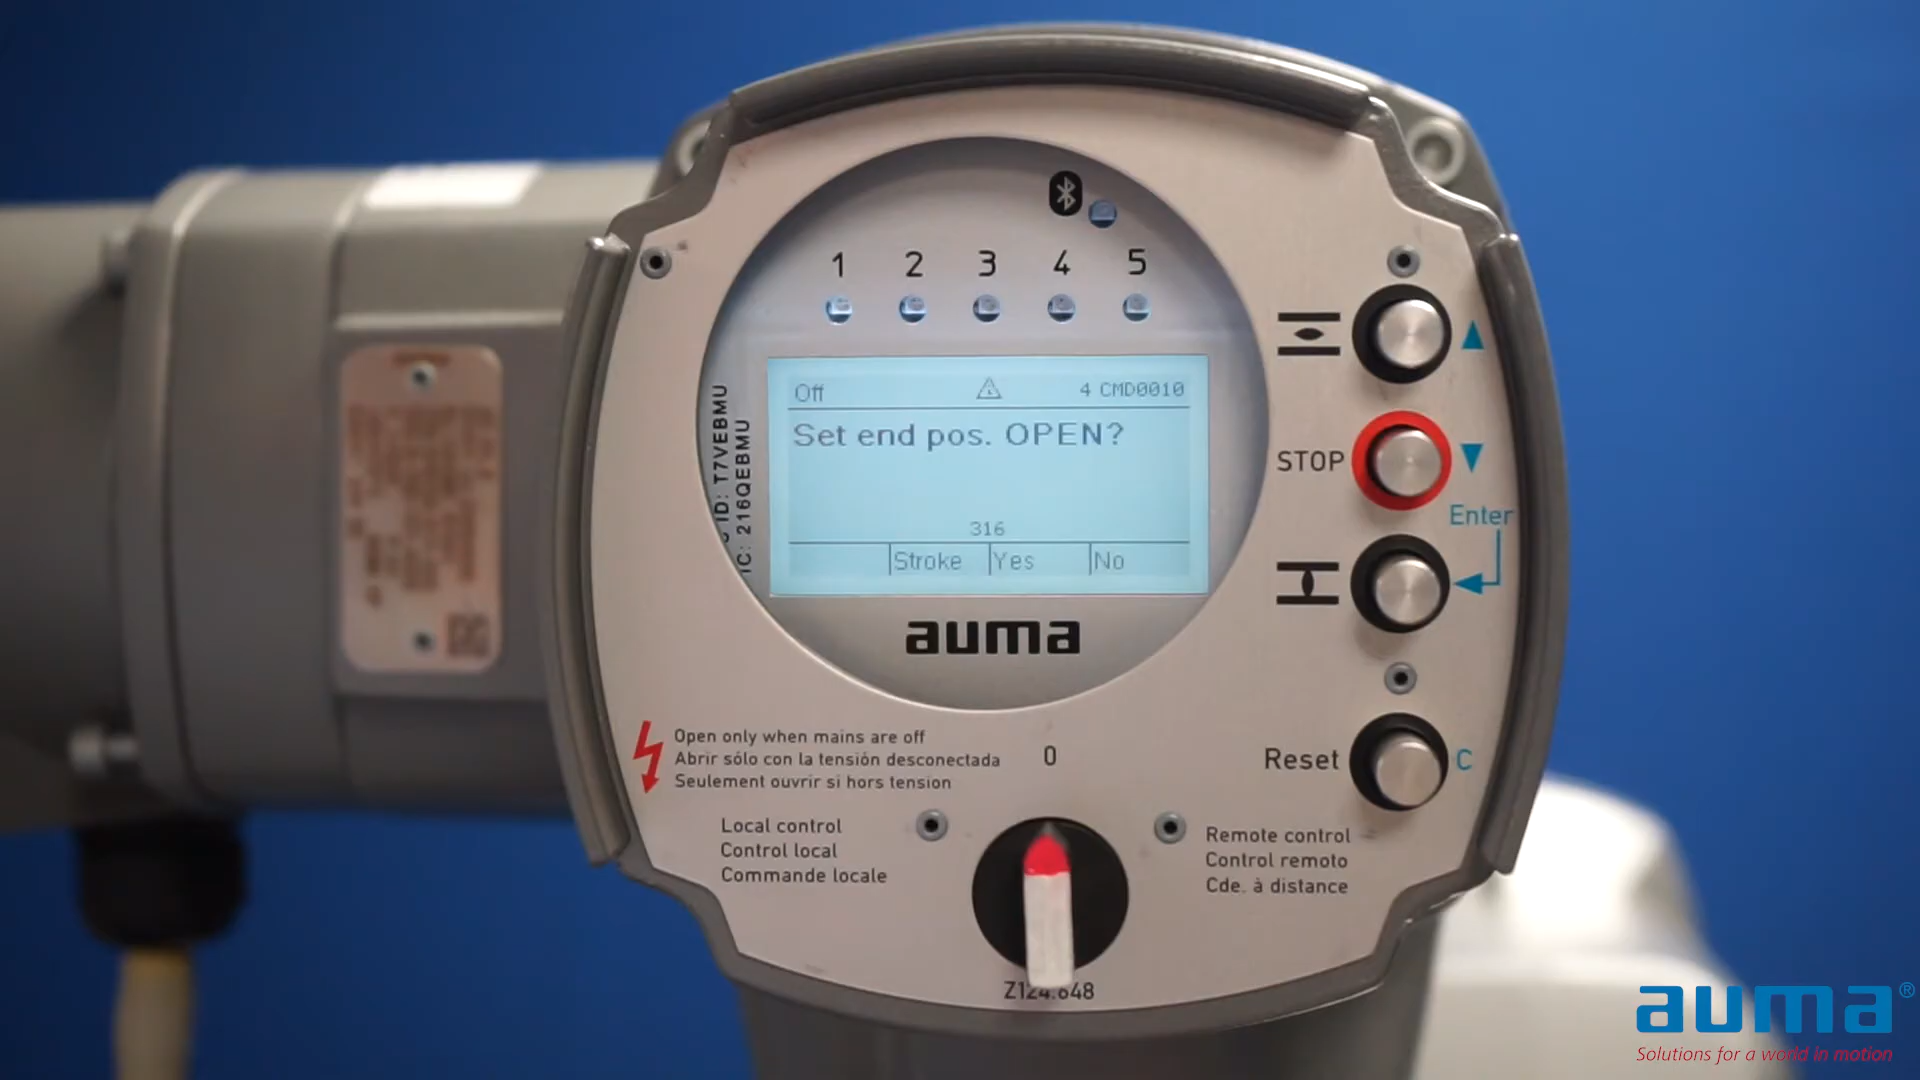 1 2 3 4 5
Off 4 CMD0010
Set end pos. OPEN?
316
Stroke Yes No
ID: T7VEBMU
IC: 216QEBMU
auma
STOP
Enter
Reset C
Open only when mains are off
Abrir sólo con la tensión desconectada
Seulement ouvrir si hors tension
0
Local control
Control local
Commande locale
Remote control
Control remoto
Cde. à distance
Z124.648
auma®
Solutions for a world in motion